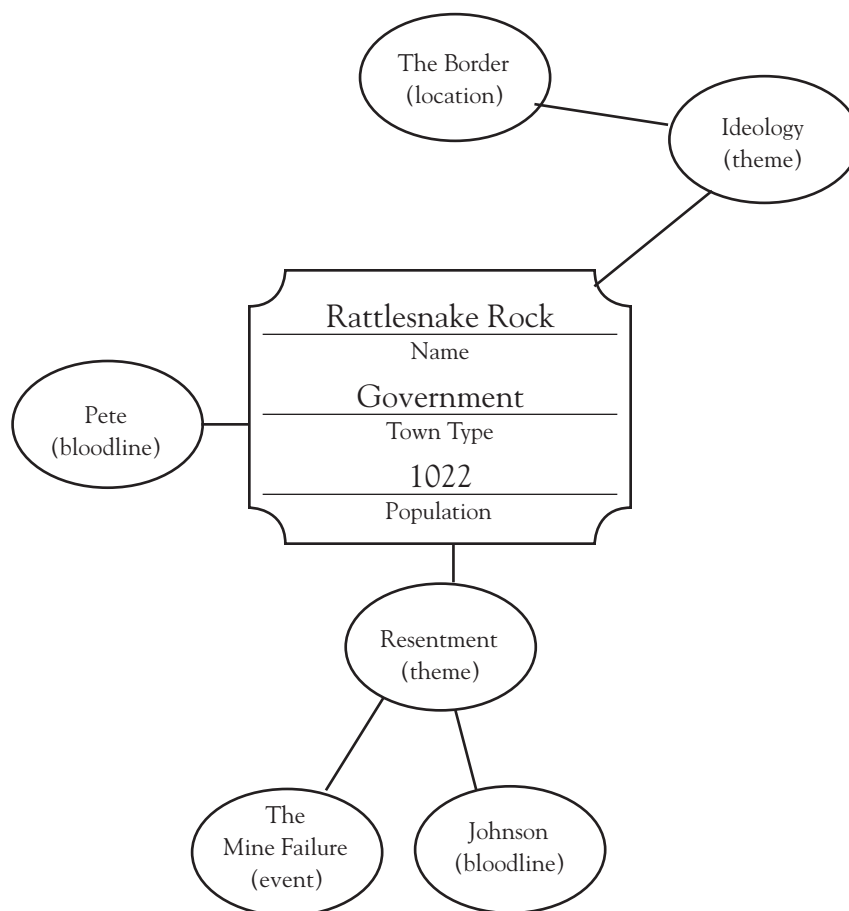 The Border
(location)
Ideology
(theme)
Rattlesnake Rock
Name
Government
Town Type
1022
Population
Pete
(bloodline)
Resentment
(theme)
The
Mine Failure
(event)
Johnson
(bloodline)